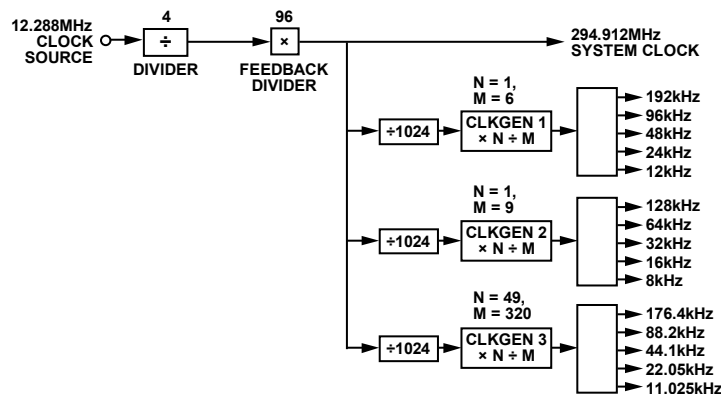 12.288MHz
CLOCK
SOURCE
4
÷
DIVIDER
96
×
FEEDBACK
DIVIDER
294.912MHz
SYSTEM CLOCK
N = 1,
M = 6
÷1024
CLKGEN 1
× N ÷ M
192kHz
96kHz
48kHz
24kHz
12kHz
N = 1,
M = 9
÷1024
CLKGEN 2
× N ÷ M
128kHz
64kHz
32kHz
16kHz
8kHz
N = 49,
M = 320
÷1024
CLKGEN 3
× N ÷ M
176.4kHz
88.2kHz
44.1kHz
22.05kHz
11.025kHz